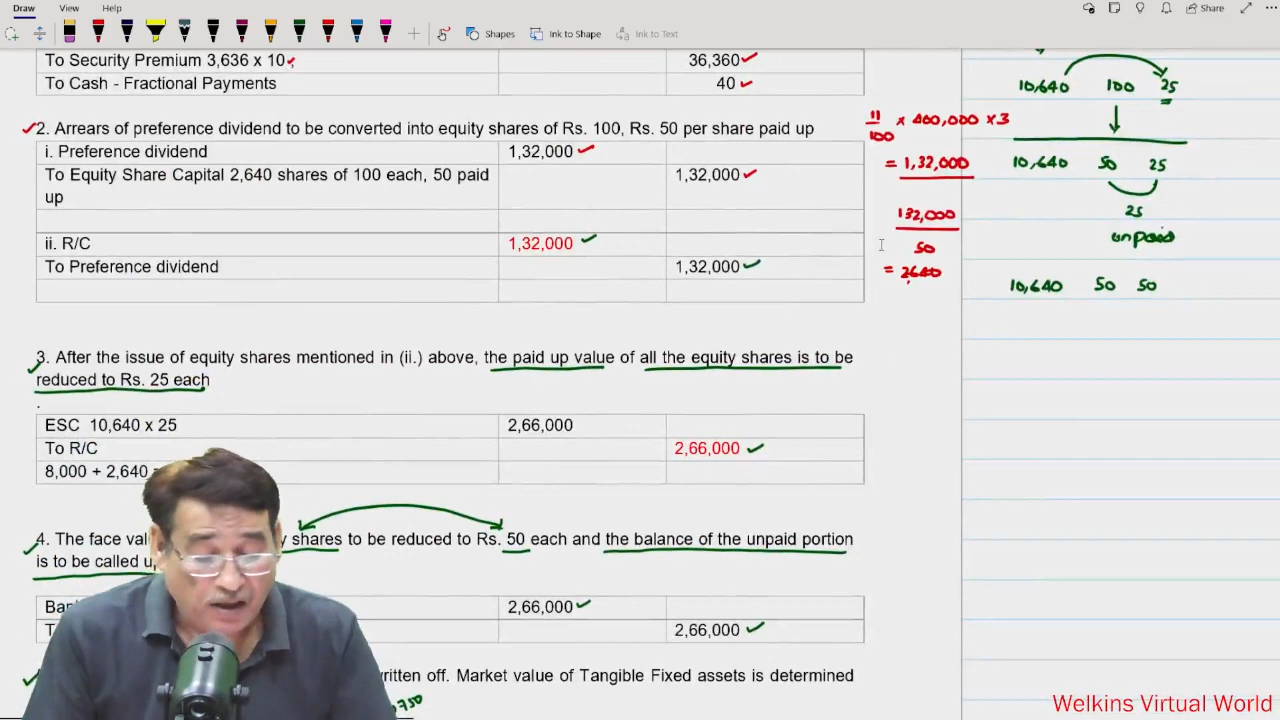 Draw View Help
Share
Shapes Ink to Shape Ink to Text
To Security Premium 3,636 x 10 36,360
To Cash - Fractional Payments 40
2. Arrears of preference dividend to be converted into equity shares of Rs. 100, Rs. 50 per share paid up
i. Preference dividend 1,32,000
To Equity Share Capital 2,640 shares of 100 each, 50 paid 1,32,000
up
ii. R/C 1,32,000
To Preference dividend 1,32,000
3. After the issue of equity shares mentioned in (ii.) above, the paid up value of all the equity shares is to be
reduced to Rs. 25 each
.
ESC 10,640 x 25 2,66,000
To R/C 2,66,000
8,000 + 2,640
4. The face shares to be reduced to Rs. 50 each and the balance of the unpaid portion
is to be called
2,66,000
2,66,000
written off. Market value of Tangible Fixed assets is determined
11/100 × 400,000 × 3
= 1,32,000
132,000
50
= 2,640
10,640 100 25
10,640 50 25
25
unpaid
10,640 50 50
Welkins Virtual World